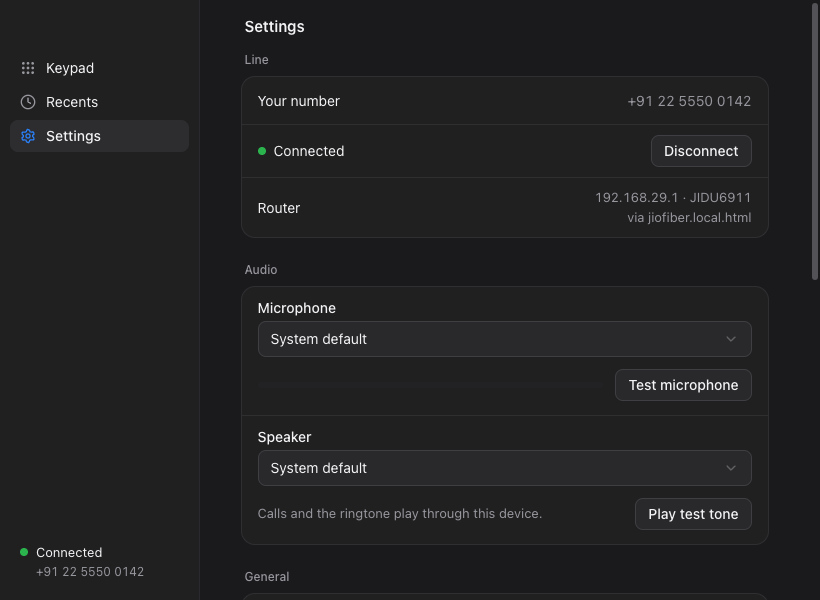 Keypad
Recents
Settings
Connected
+91 22 5550 0142
Settings
Line
Your number
+91 22 5550 0142
Connected
Disconnect
Router
192.168.29.1 · JIDU6911
via jiofiber.local.html
Audio
Microphone
System default
Test microphone
Speaker
System default
Calls and the ringtone play through this device.
Play test tone
General